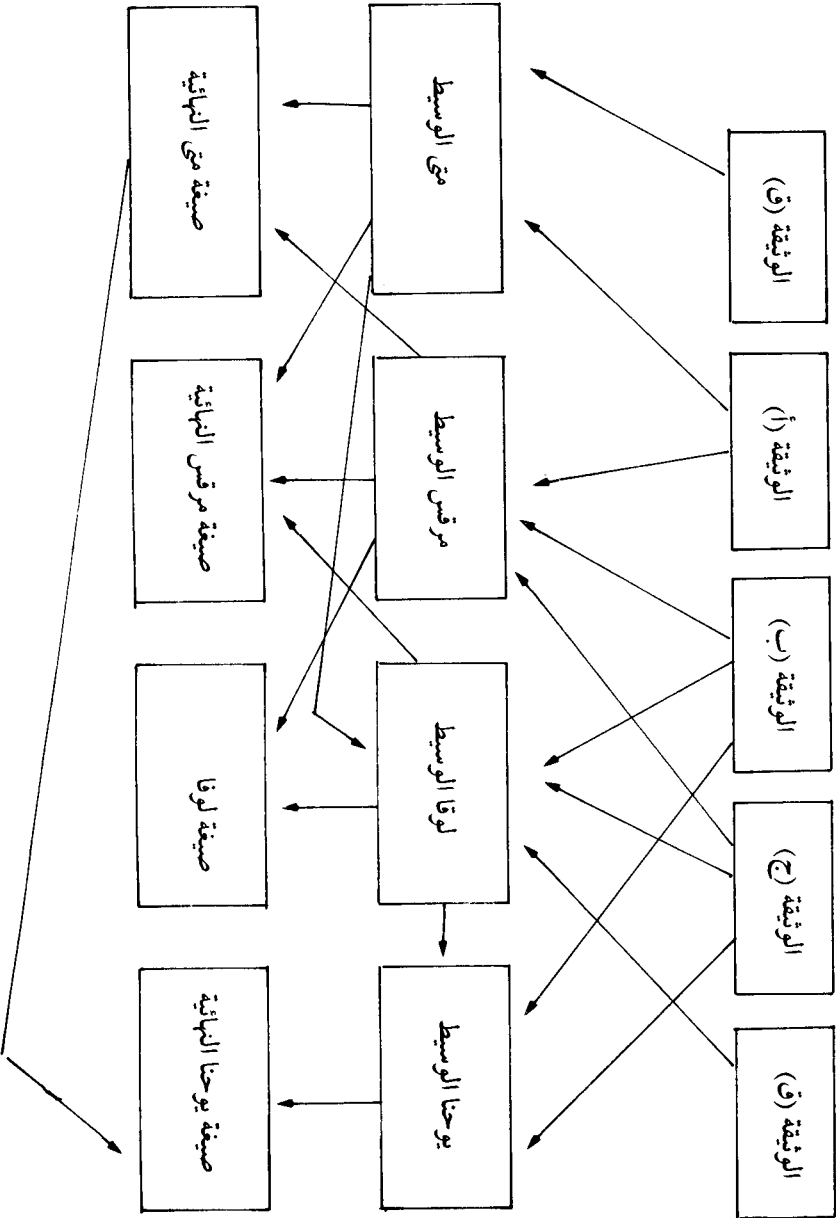 الوثيقة (ق)
الوثيقة (أ)
الوثيقة (ب)
الوثيقة (ج)
الوثيقة (ق)
متى الوسيط
مرقس الوسيط
لوقا الوسيط
يوحنا الوسيط
صيغة متى النهائية
صيغة مرقس النهائية
صيغة لوقا
صيغة يوحنا النهائية